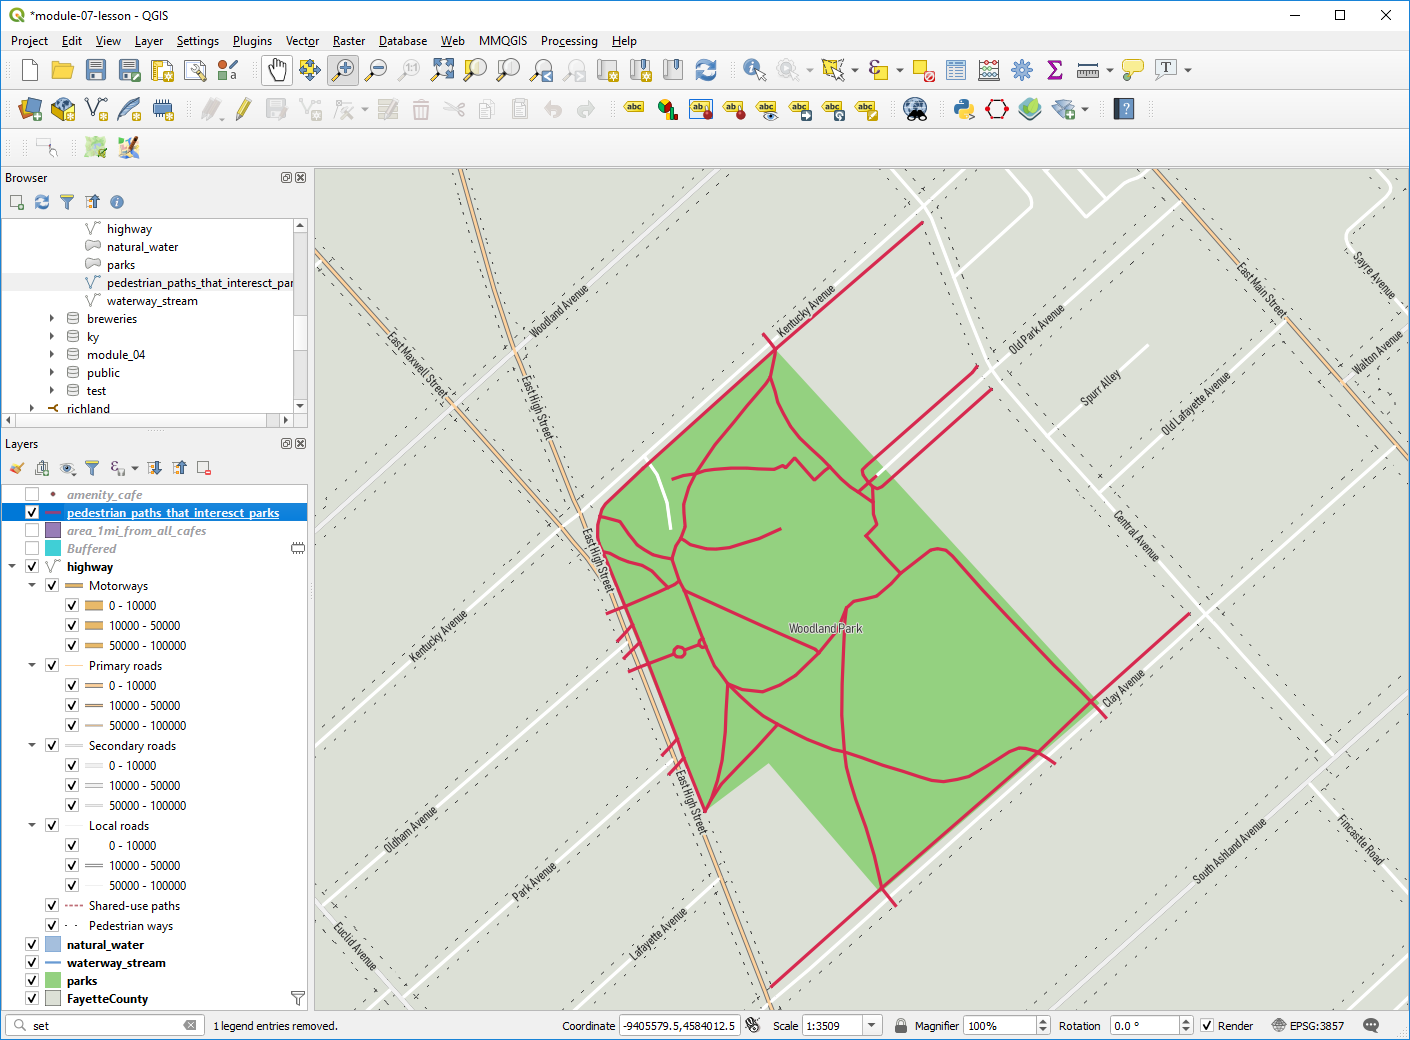 *module-07-lesson - QGIS
Project Edit View Layer Settings Plugins Vector Raster Database Web MMQGIS Processing Help
Browser
highway
natural_water
parks
pedestrian_paths_that_interesct_par
waterway_stream
breweries
ky
module_04
public
test
richland
Layers
amenity_cafe
pedestrian_paths_that_interesct_parks
area_1mi_from_all_cafes
Buffered
highway
Motorways
0 - 10000
10000 - 50000
50000 - 100000
Primary roads
0 - 10000
10000 - 50000
50000 - 100000
Secondary roads
0 - 10000
10000 - 50000
50000 - 100000
Local roads
0 - 10000
10000 - 50000
50000 - 100000
Shared-use paths
Pedestrian ways
natural_water
waterway_stream
parks
FayetteCounty
Woodland Avenue
Kentucky Avenue
East Main Street
Sayre Avenue
Walton Avenue
Old Park Avenue
East Maxwell Street
East High Street
Spurr Alley
Old Lafayette Avenue
Central Avenue
East High Street
Kentucky Avenue
Woodland Park
Clay Avenue
East High Street
Oldham Avenue
Park Avenue
Lafayette Avenue
Euclid Avenue
South Ashland Avenue
Fincastle Road
set
1 legend entries removed.
Coordinate -9405579.5,4584012.5
Scale 1:3509
Magnifier 100%
Rotation 0.0 °
Render
EPSG:3857